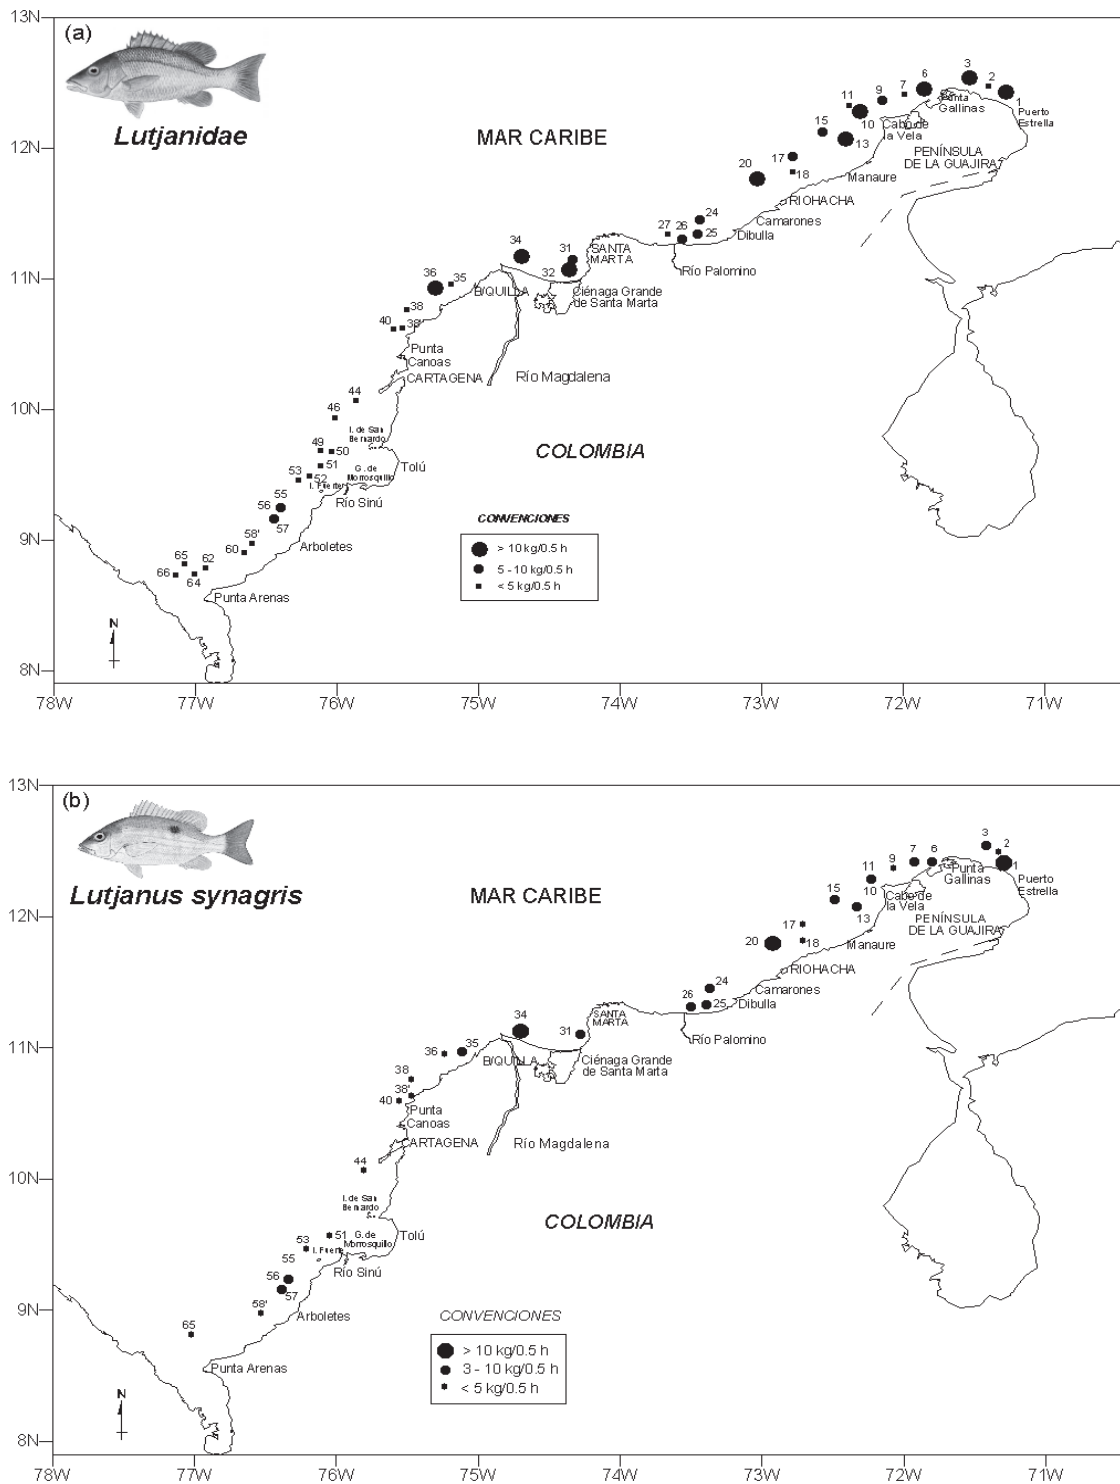 13N
(a)
Lutjanidae
MAR CARIBE
3
2
6
7
9
11
1
Punta
Gallinas
Puerto
Estrella
10
Cabo de
la Vela
15
13
12N
PENÍNSULA
DE LA GUAJIRA
17
18
20
Manaure
RIOHACHA
Camarones
24
25
26
27
Dibulla
Río Palomino
31
SANTA
MARTA
34
32
11N
Ciénaga Grande
de Santa Marta
36
35
B/QUILLA
38
40
38'
Punta
Canoas
CARTAGENA
Río Magdalena
44
10N
46
I. de San
Bernardo
49
50
COLOMBIA
51
G. de
Morrosquillo
Tolú
53
52
I. Fuerte
Río Sinú
55
56
57
CONVENCIONES
> 10 kg/0.5 h
5 - 10 kg/0.5 h
< 5 kg/0.5 h
58'
9N
60
Arboletes
65
62
66
64
Punta Arenas
N
8N
78W
77W
76W
75W
74W
73W
72W
71W
13N
(b)
Lutjanus synagris
MAR CARIBE
3
2
7
6
9
11
1
Punta
Gallinas
Puerto
Estrella
10
Cabo de
la Vela
15
13
12N
PENÍNSULA
DE LA GUAJIRA
17
18
20
Manaure
RIOHACHA
Camarones
24
26
25
Dibulla
Río Palomino
34
SANTA
MARTA
31
11N
36
35
B/QUILLA
Ciénaga Grande
de Santa Marta
38
38'
40
Punta
Canoas
CARTAGENA
Río Magdalena
44
10N
I. de San
Bernardo
COLOMBIA
53
51
G. de
Morrosquillo
Tolú
I. Fuerte
Río Sinú
55
56
57
9N
58'
Arboletes
65
CONVENCIONES
> 10 kg/0.5 h
3 - 10 kg/0.5 h
< 5 kg/0.5 h
Punta Arenas
N
8N
78W
77W
76W
75W
74W
73W
72W
71W